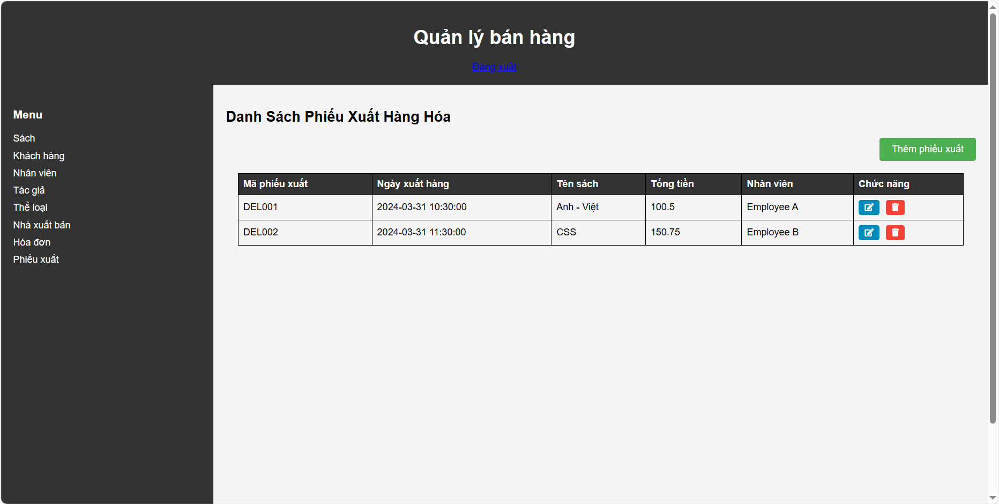 Quản lý bán hàng
Đăng xuất
Menu
Sách
Khách hàng
Nhân viên
Tác giả
Thể loại
Nhà xuất bản
Hóa đơn
Phiếu xuất
Danh Sách Phiếu Xuất Hàng Hóa
Thêm phiếu xuất
Mã phiếu xuất Ngày xuất hàng Tên sách Tổng tiền Nhân viên Chức năng
DEL001 2024-03-31 10:30:00 Anh - Việt 100.5 Employee A
DEL002 2024-03-31 11:30:00 CSS 150.75 Employee B